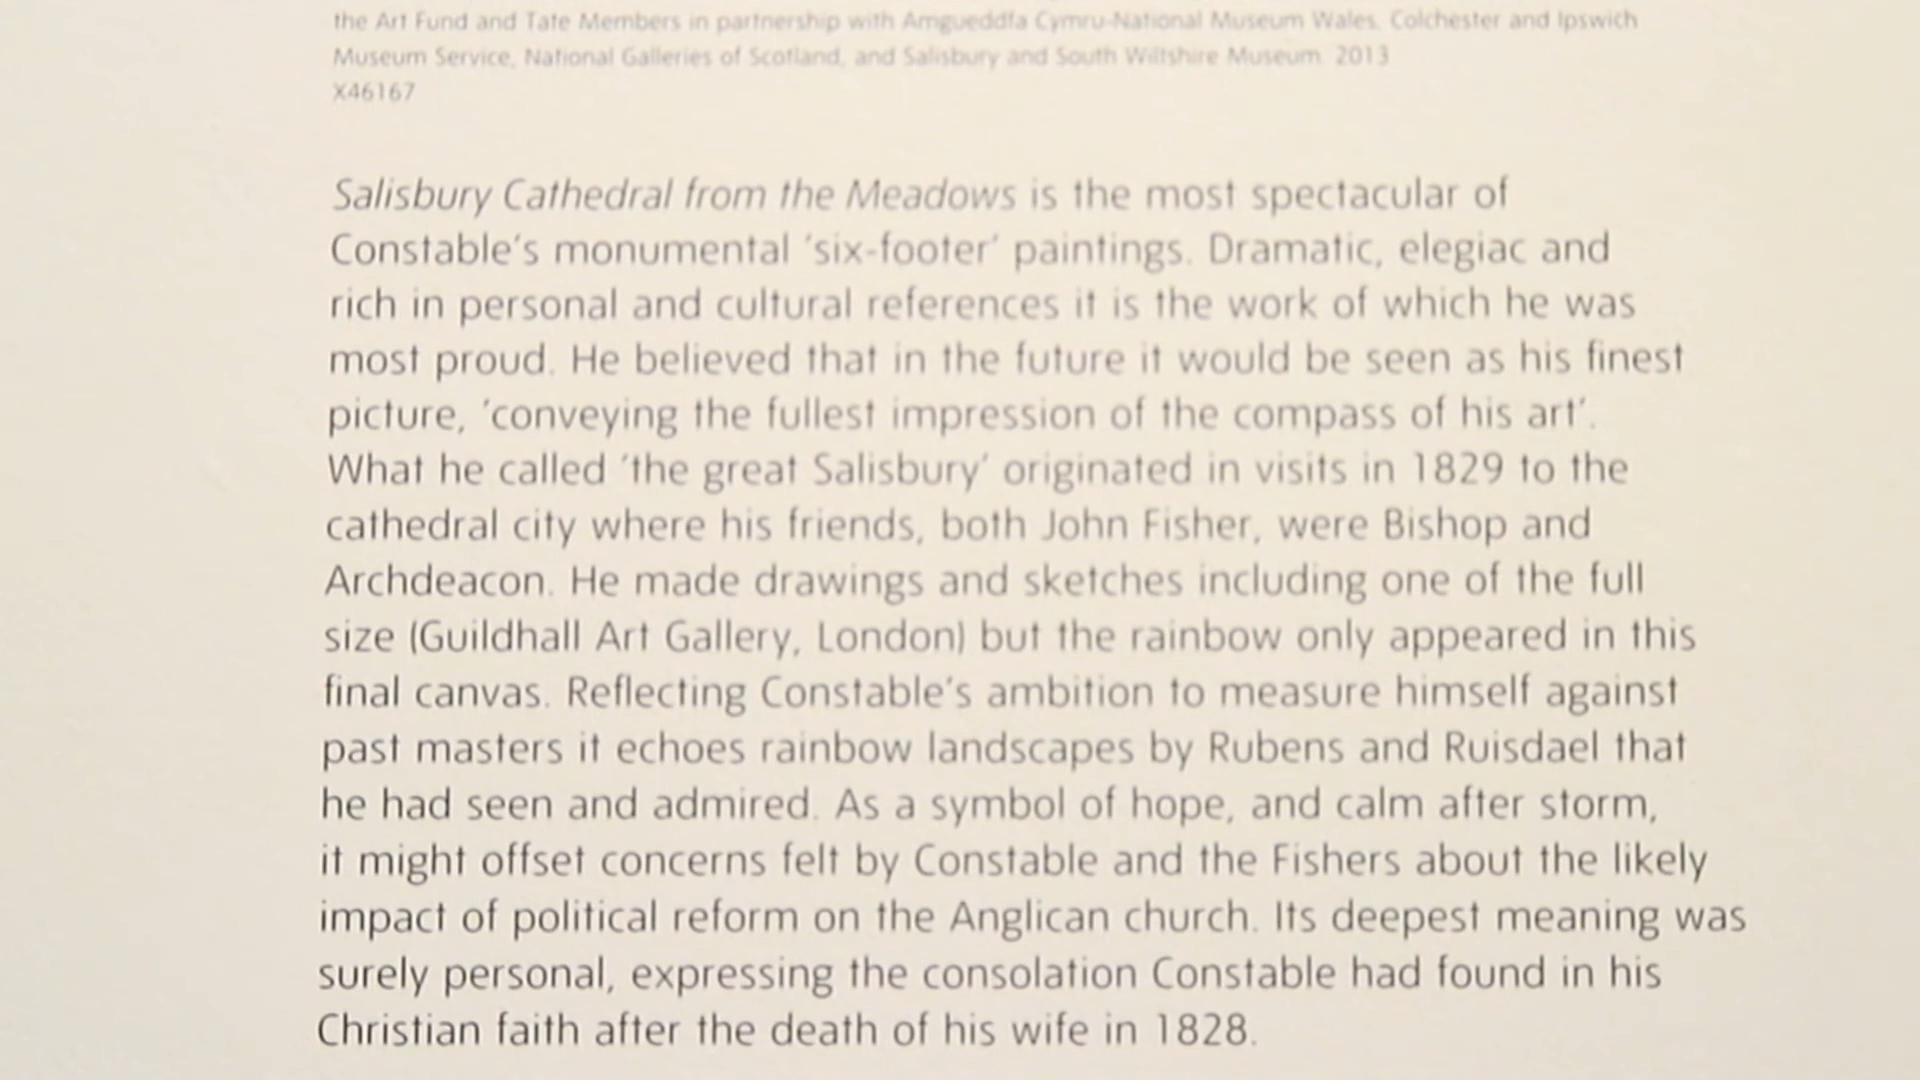 the Art Fund and Tate Members in partnership with Amgueddfa Cymru-National Museum Wales, Colchester and Ipswich
Museum Service, National Galleries of Scotland, and Salisbury and South Wiltshire Museum 2013
X46167
Salisbury Cathedral from the Meadows is the most spectacular of
Constable's monumental 'six-footer' paintings. Dramatic, elegiac and
rich in personal and cultural references it is the work of which he was
most proud. He believed that in the future it would be seen as his finest
picture, 'conveying the fullest impression of the compass of his art'.
What he called 'the great Salisbury' originated in visits in 1829 to the
cathedral city where his friends, both John Fisher, were Bishop and
Archdeacon. He made drawings and sketches including one of the full
size (Guildhall Art Gallery, London) but the rainbow only appeared in this
final canvas. Reflecting Constable's ambition to measure himself against
past masters it echoes rainbow landscapes by Rubens and Ruisdael that
he had seen and admired. As a symbol of hope, and calm after storm,
it might offset concerns felt by Constable and the Fishers about the likely
impact of political reform on the Anglican church. Its deepest meaning was
surely personal, expressing the consolation Constable had found in his
Christian faith after the death of his wife in 1828.